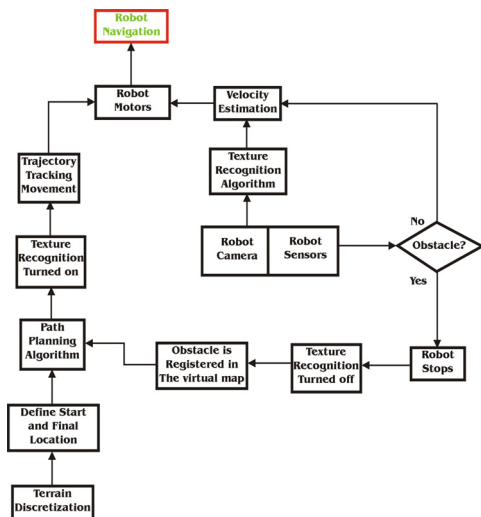 Robot
Navigation
Robot
Motors
Velocity
Estimation
Trajectory
Tracking
Movement
Texture
Recognition
Algorithm
No
Robot
Camera
Robot
Sensors
Obstacle?
Texture
Recognition
Turned on
Yes
Path
Planning
Algorithm
Obstacle is
Registered in
The virtual map
Texture
Recognition
Turned off
Robot
Stops
Define Start
and Final
Location
Terrain
Discretization